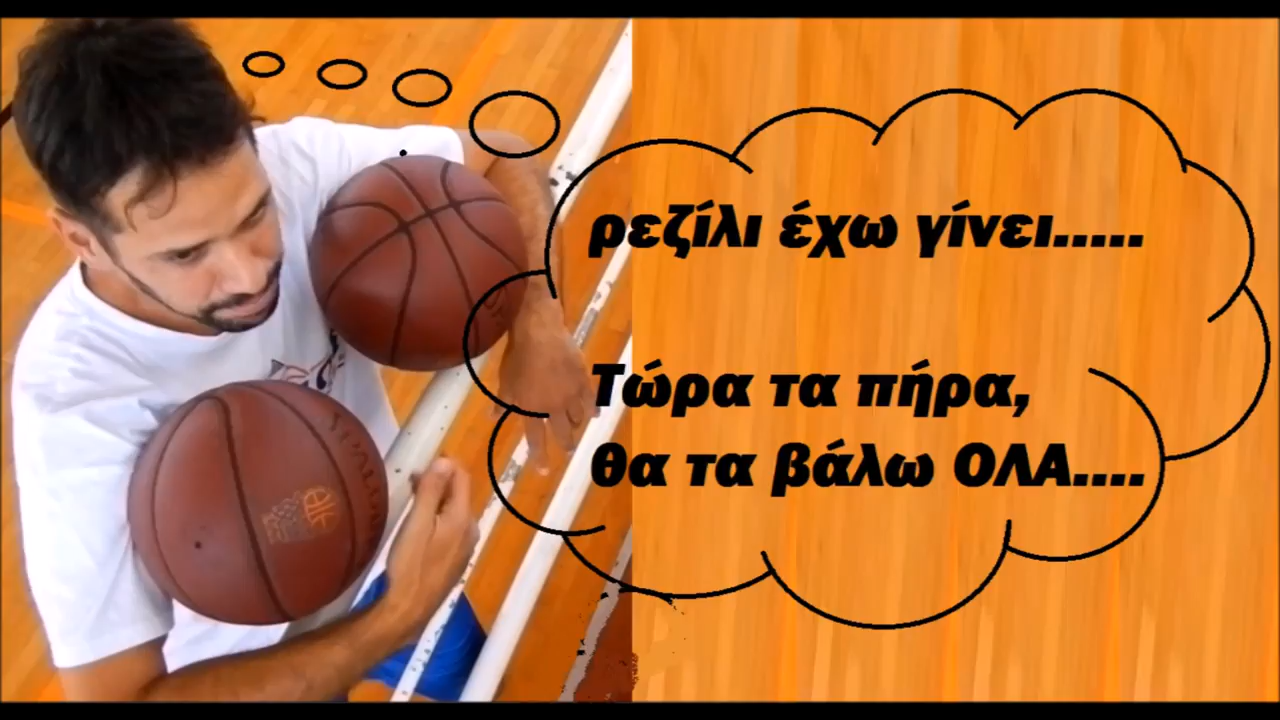 ρεζίλι έχω γίνει.....
Τώρα τα πήρα,
θα τα βάλω ΟΛΑ....